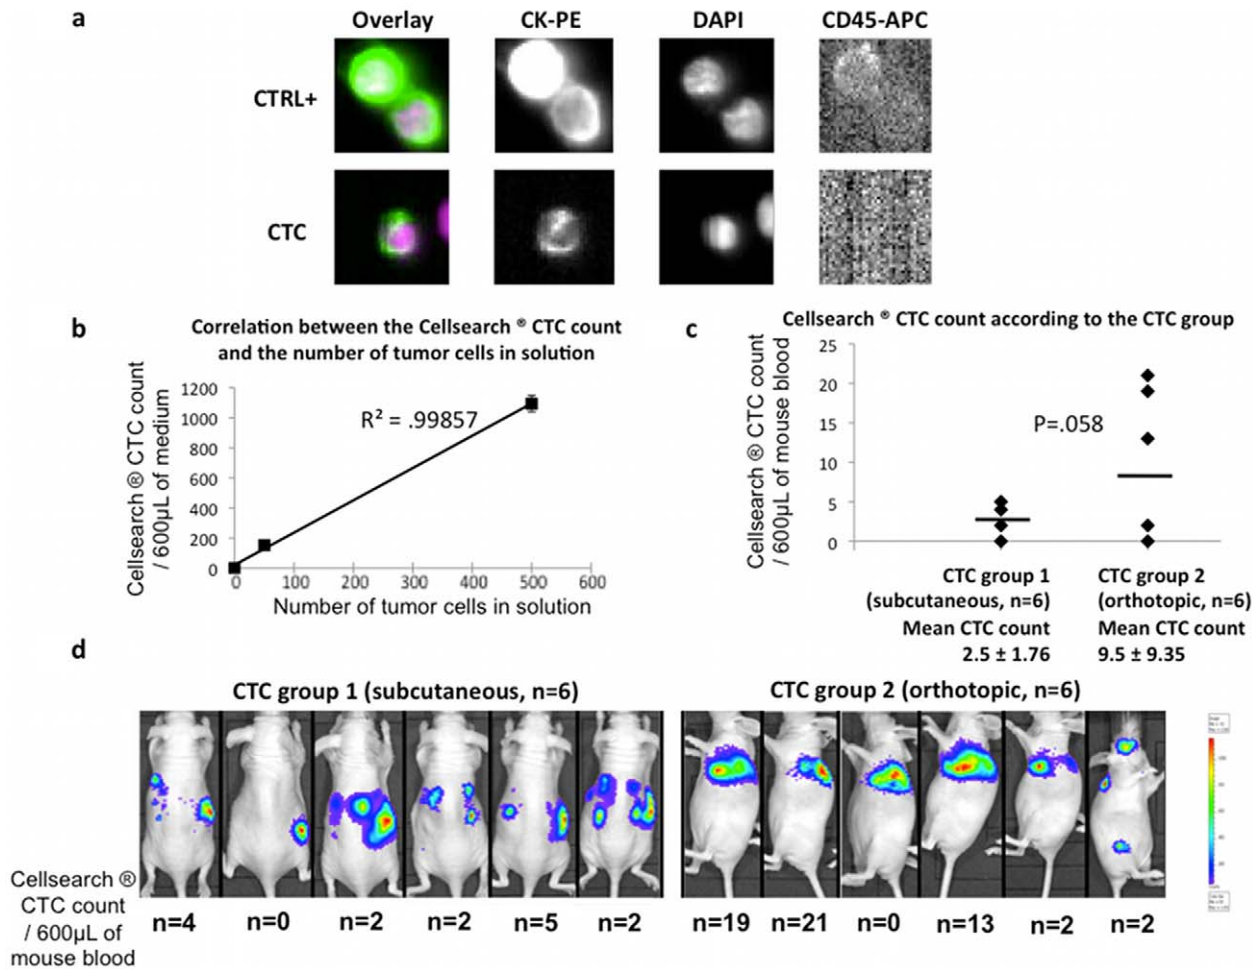 a
Overlay CK-PE DAPI CD45-APC
CTRL+
CTC
b
Correlation between the Cellsearch ® CTC count
and the number of tumor cells in solution
Cellsearch ® CTC count
/ 600µL of medium
1200
1000
800
600
400
200
0
R² = .99857
0 100 200 300 400 500 600
Number of tumor cells in solution
c
Cellsearch ® CTC count according to the CTC group
Cellsearch ® CTC count
/ 600µL of mouse blood
25
20
15
10
5
0
P=.058
CTC group 1
(subcutaneous, n=6)
Mean CTC count
2.5 ± 1.76
CTC group 2
(orthotopic, n=6)
Mean CTC count
9.5 ± 9.35
d
CTC group 1 (subcutaneous, n=6)
CTC group 2 (orthotopic, n=6)
Cellsearch ®
CTC count
/ 600µL of
mouse blood
n=4 n=0 n=2 n=2 n=5 n=2 n=19 n=21 n=0 n=13 n=2 n=2